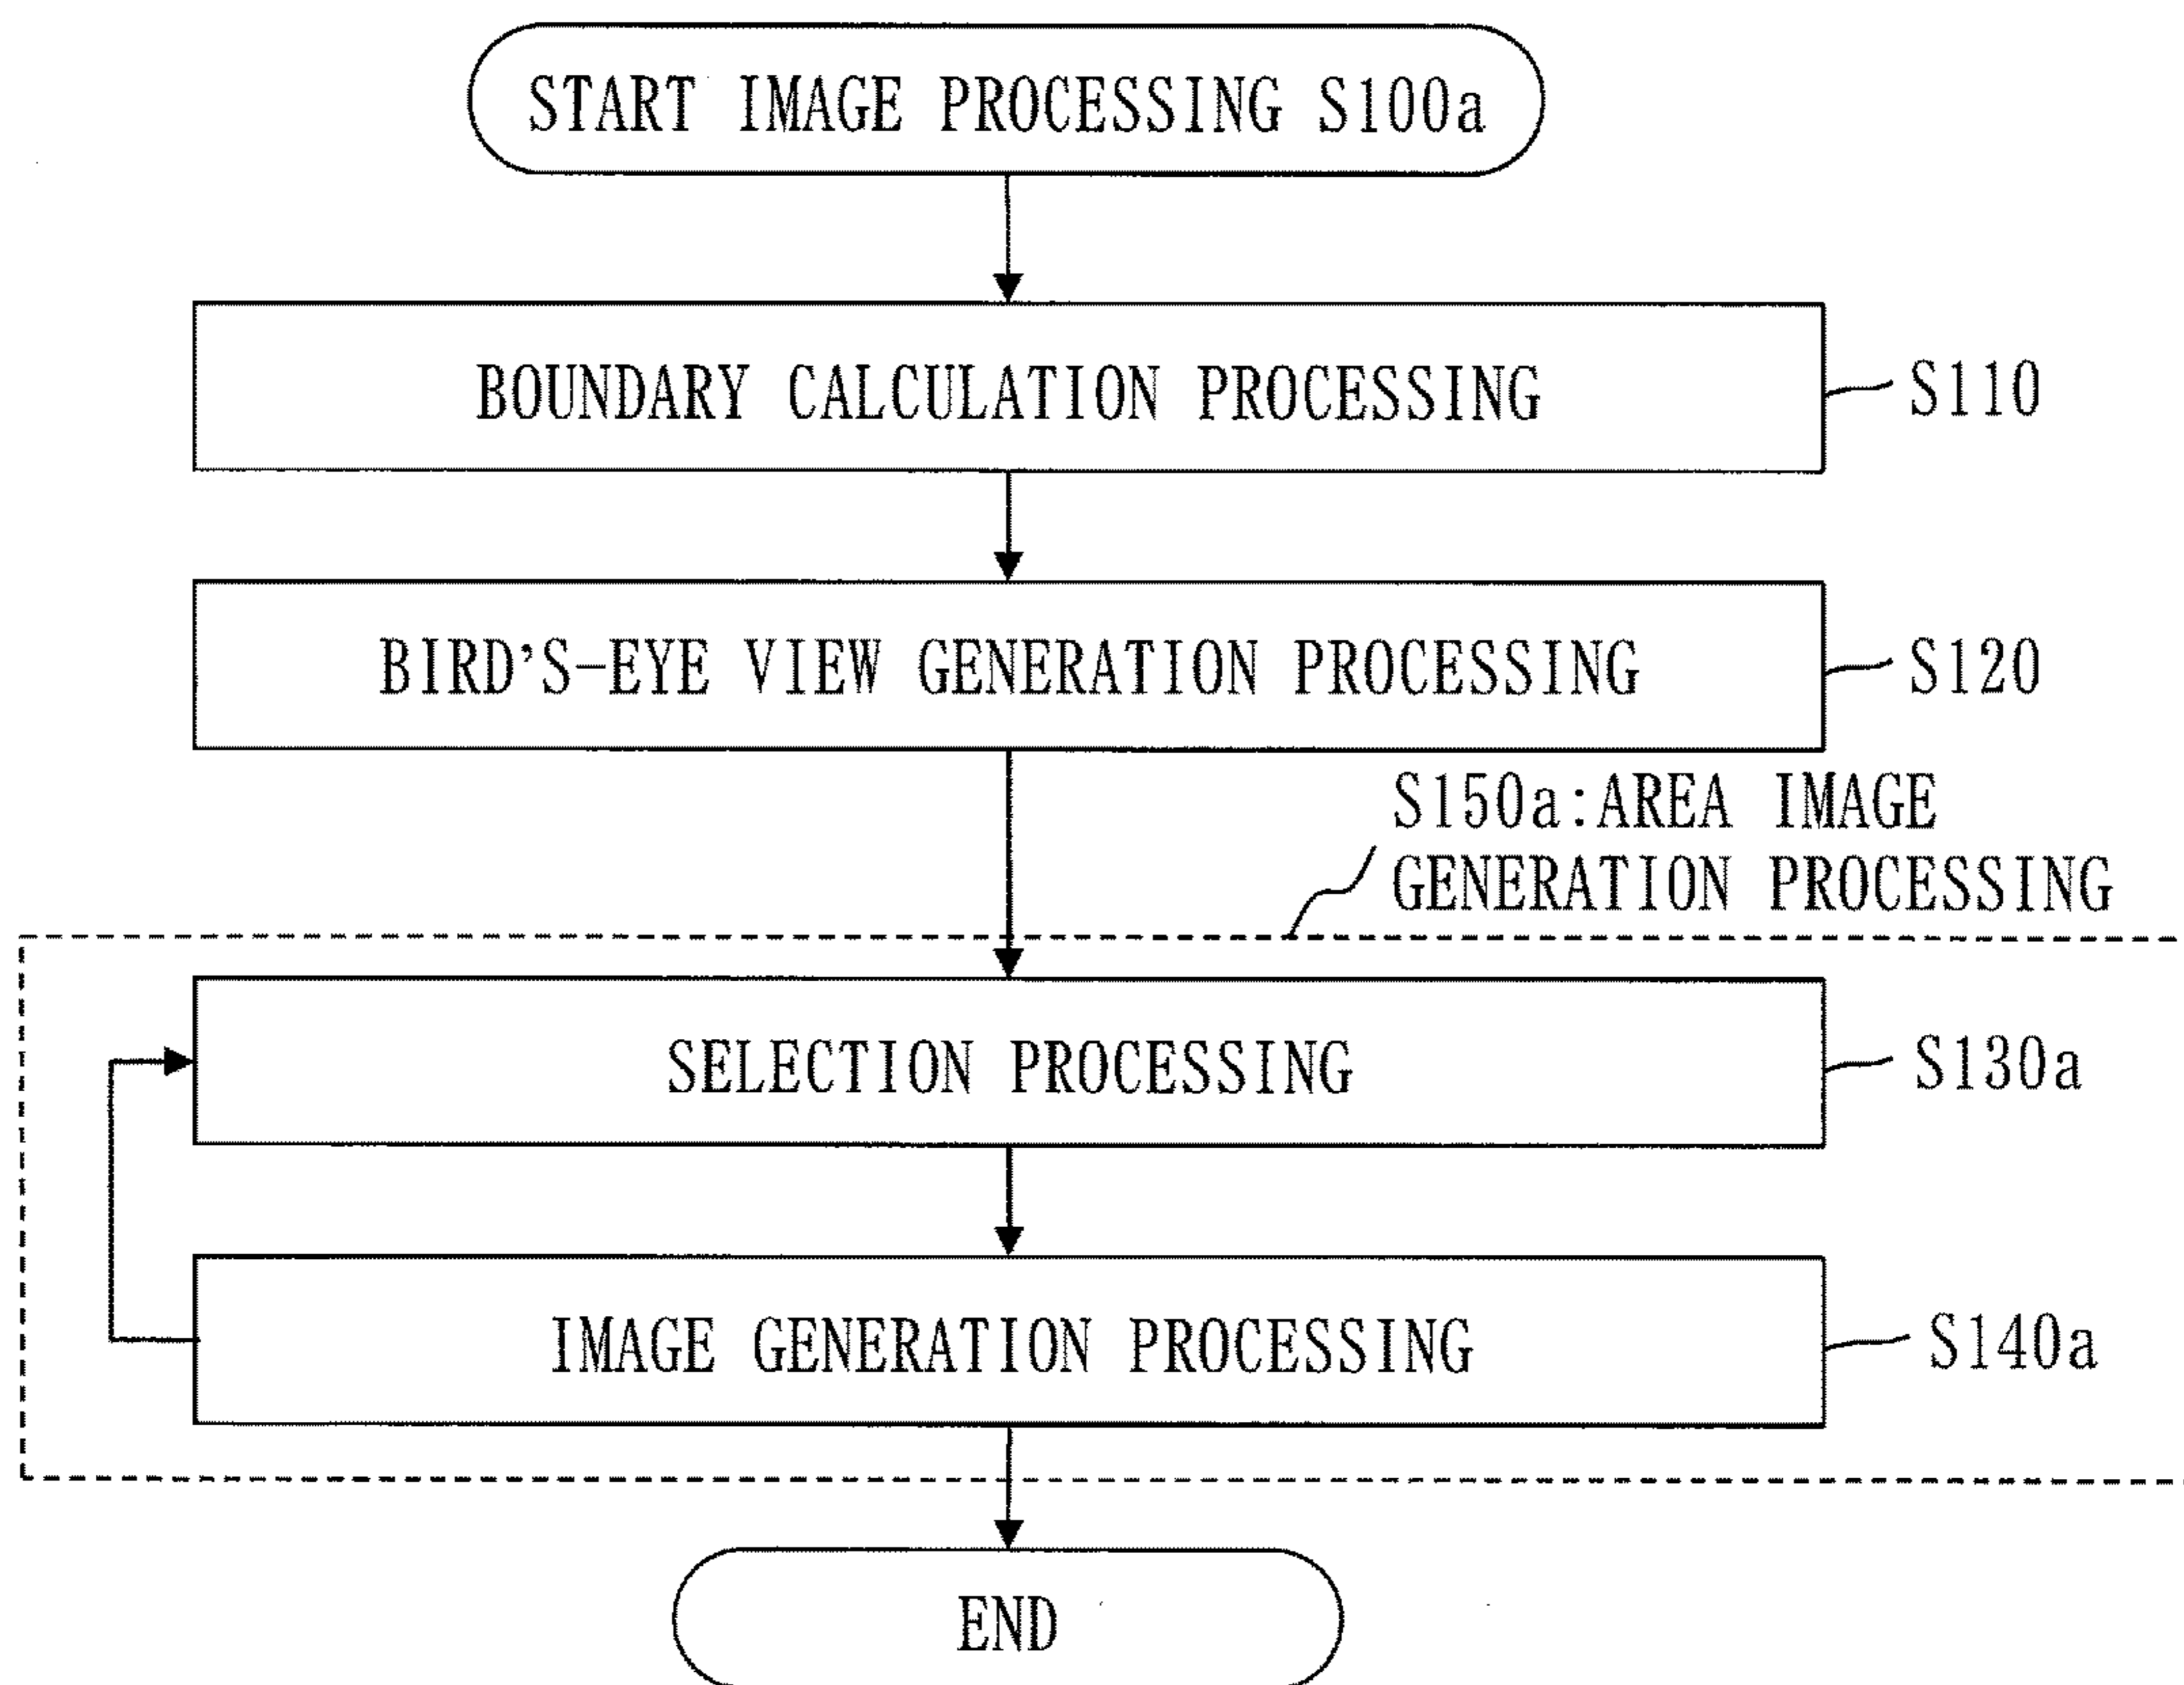 START IMAGE PROCESSING S100a
BOUNDARY CALCULATION PROCESSING
S110
BIRD'S-EYE VIEW GENERATION PROCESSING
S120
S150a:AREA IMAGE
GENERATION PROCESSING
SELECTION PROCESSING
S130a
IMAGE GENERATION PROCESSING
S140a
END